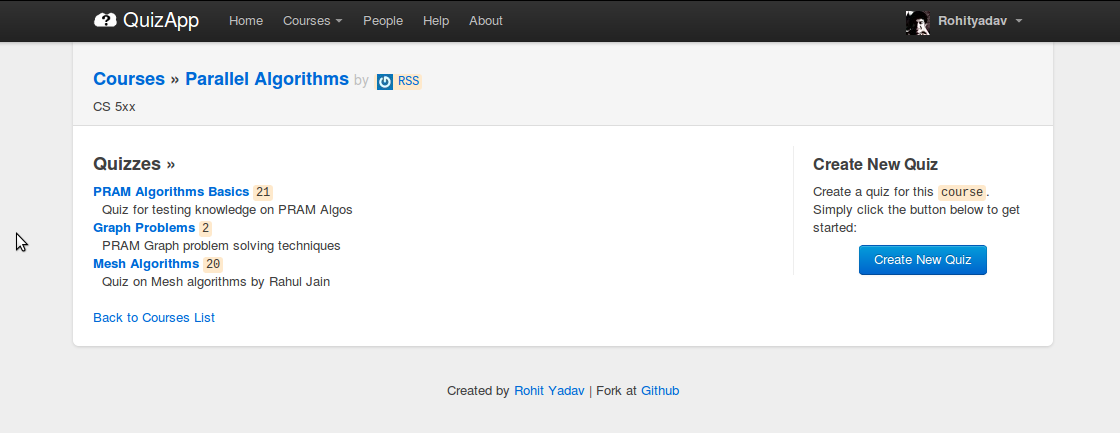 QuizApp Home Courses People Help About Rohityadav
Courses » Parallel Algorithms by RSS
CS 5xx
Quizzes »
PRAM Algorithms Basics 21
Quiz for testing knowledge on PRAM Algos
Graph Problems 2
PRAM Graph problem solving techniques
Mesh Algorithms 20
Quiz on Mesh algorithms by Rahul Jain
Back to Courses List
Create New Quiz
Create a quiz for this course.
Simply click the button below to get
started:
Create New Quiz
Created by Rohit Yadav | Fork at Github